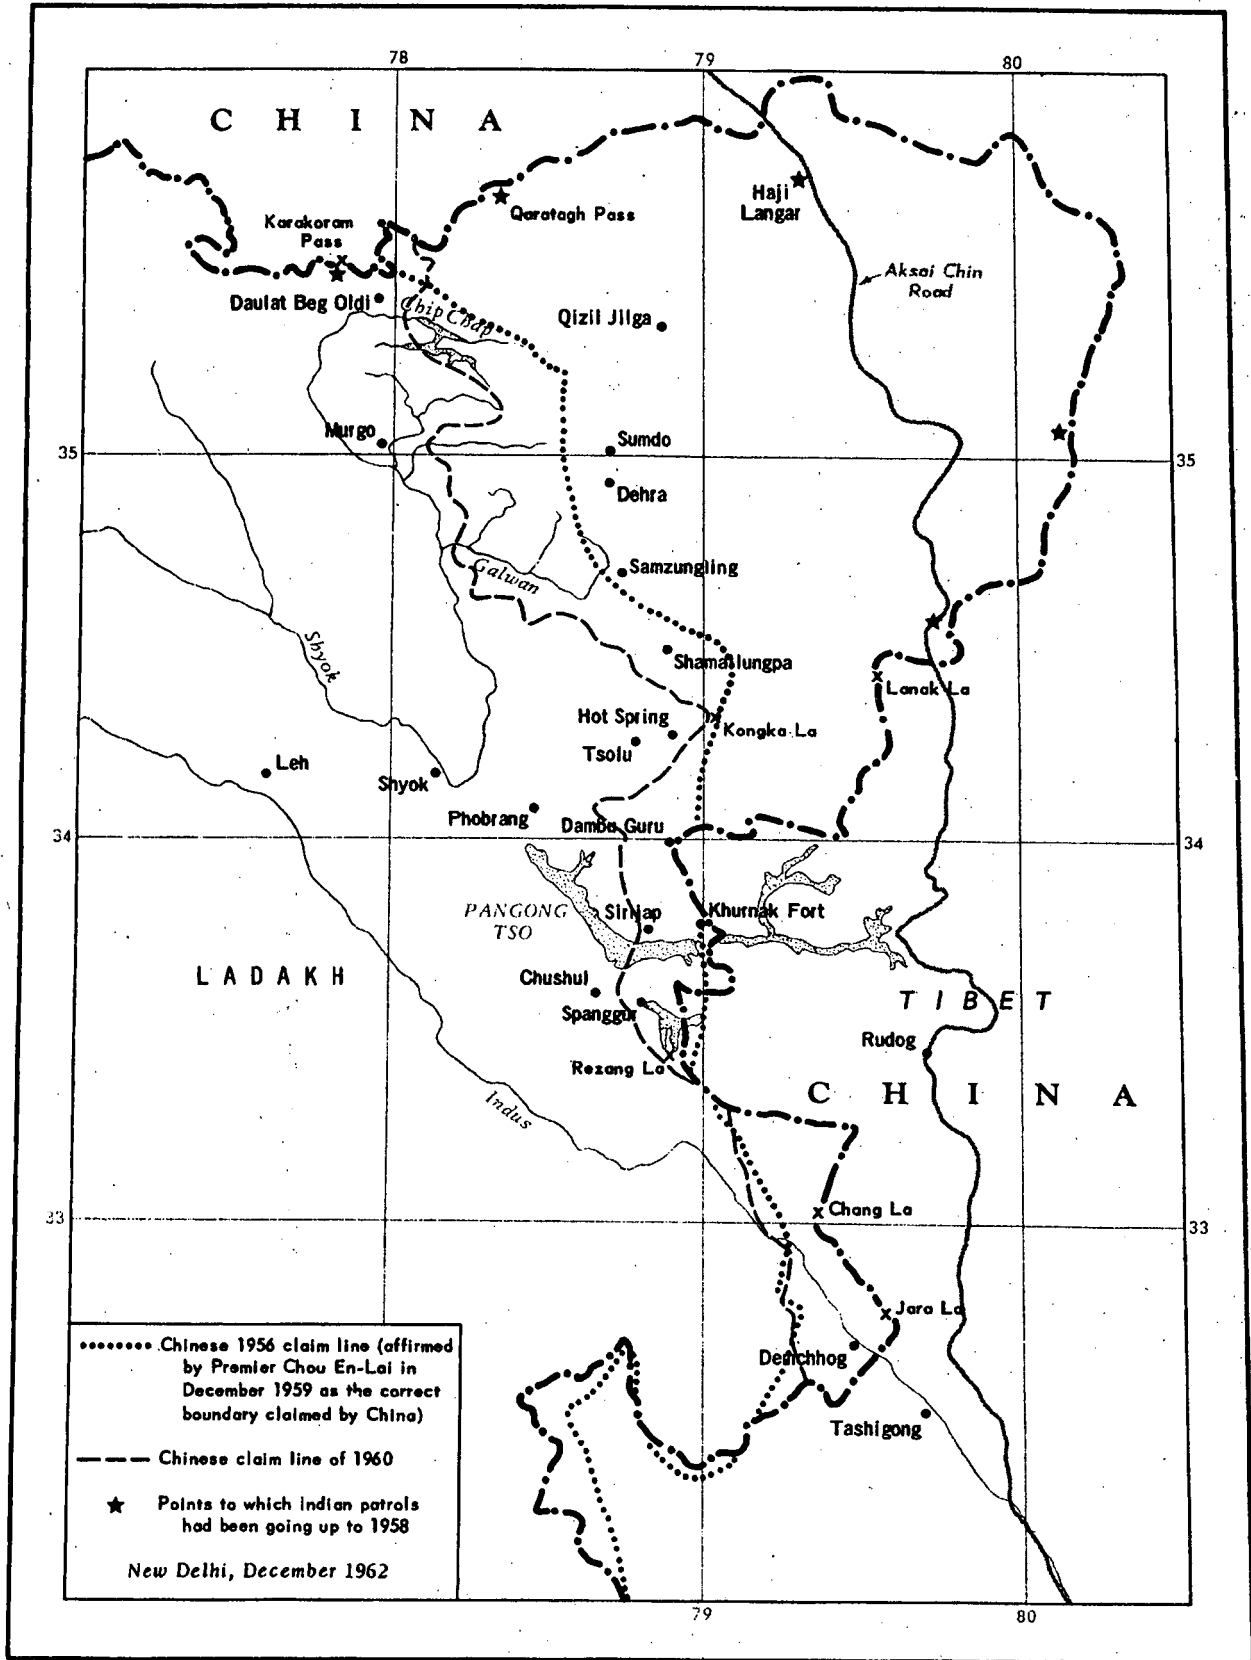 78
79
80
C H I N A
Haji
Langar
Karakoram
Pass
Qaratagh Pass
Aksai Chin
Road
Daulat Beg Oldi
Chip Chap
Qizil Jilga
Murgo
35
Sumdo
35
Dehra
Samzungling
Galwan
Shyok
Shamallungpa
Lanak La
Hot Spring
Kongka La
Tsolu
Leh
Shyok
Phobrang
Dambu Guru
34
34
PANGONG
TSO
Sirijap
Khurnak Fort
LADAKH
Chushul
Spanggur
TIBET
Rudog
Rezang La
C H I N A
Indus
33
Chang La
33
Jara La
Demchhog
Tashigong
Chinese 1956 claim line (affirmed
by Premier Chou En-Lai in
December 1959 as the correct
boundary claimed by China)
Chinese claim line of 1960
Points to which indian patrols
had been going up to 1958
New Delhi, December 1962
79
80